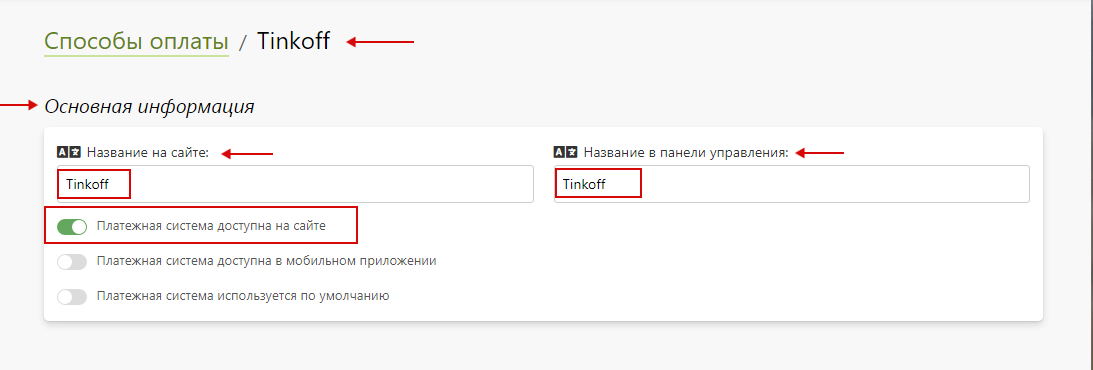 Способы оплаты / Tinkoff
Основная информация
Название на сайте: Название в панели управления:
Tinkoff Tinkoff
Платежная система доступна на сайте
Платежная система доступна в мобильном приложении
Платежная система используется по умолчанию